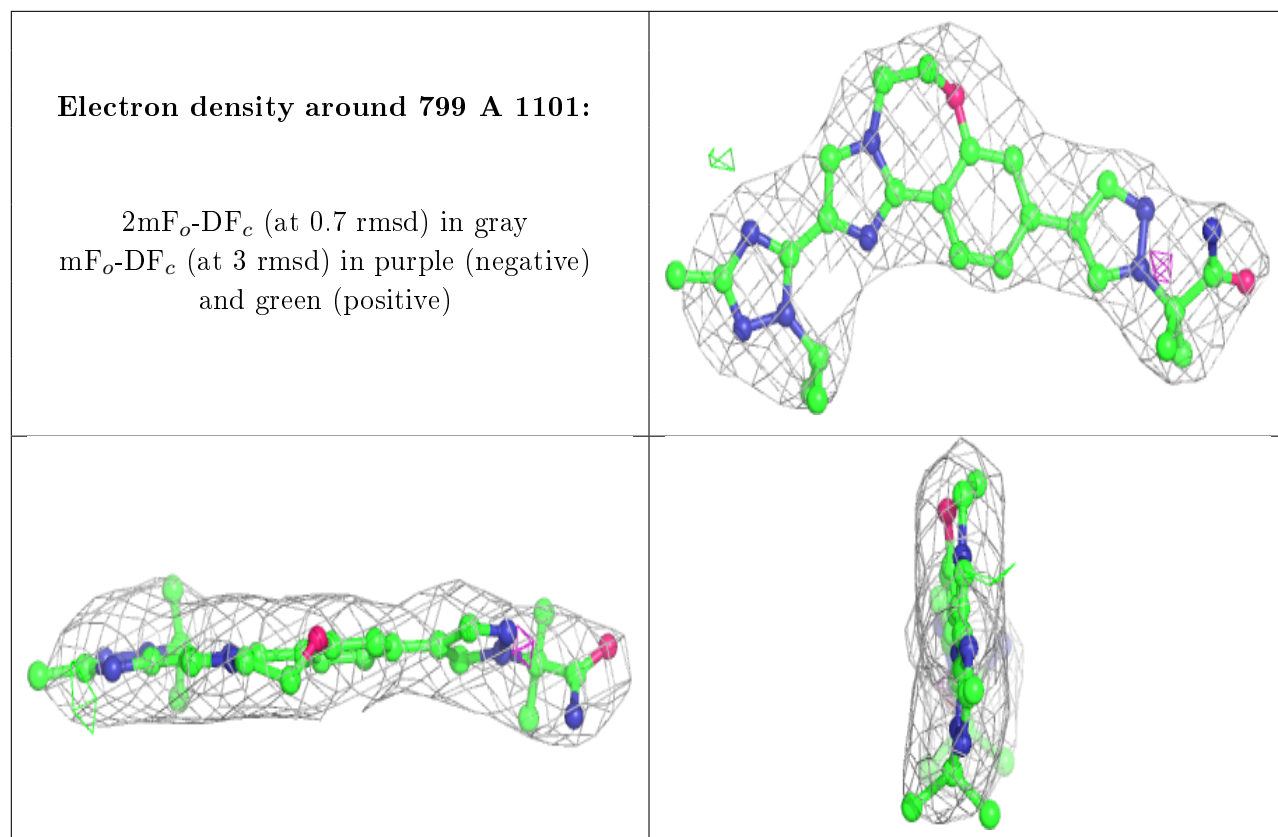 Electron density around 799 A 1101:
2mFₒ-DF𝒸 (at 0.7 rmsd) in gray
mFₒ-DF𝒸 (at 3 rmsd) in purple (negative)
and green (positive)